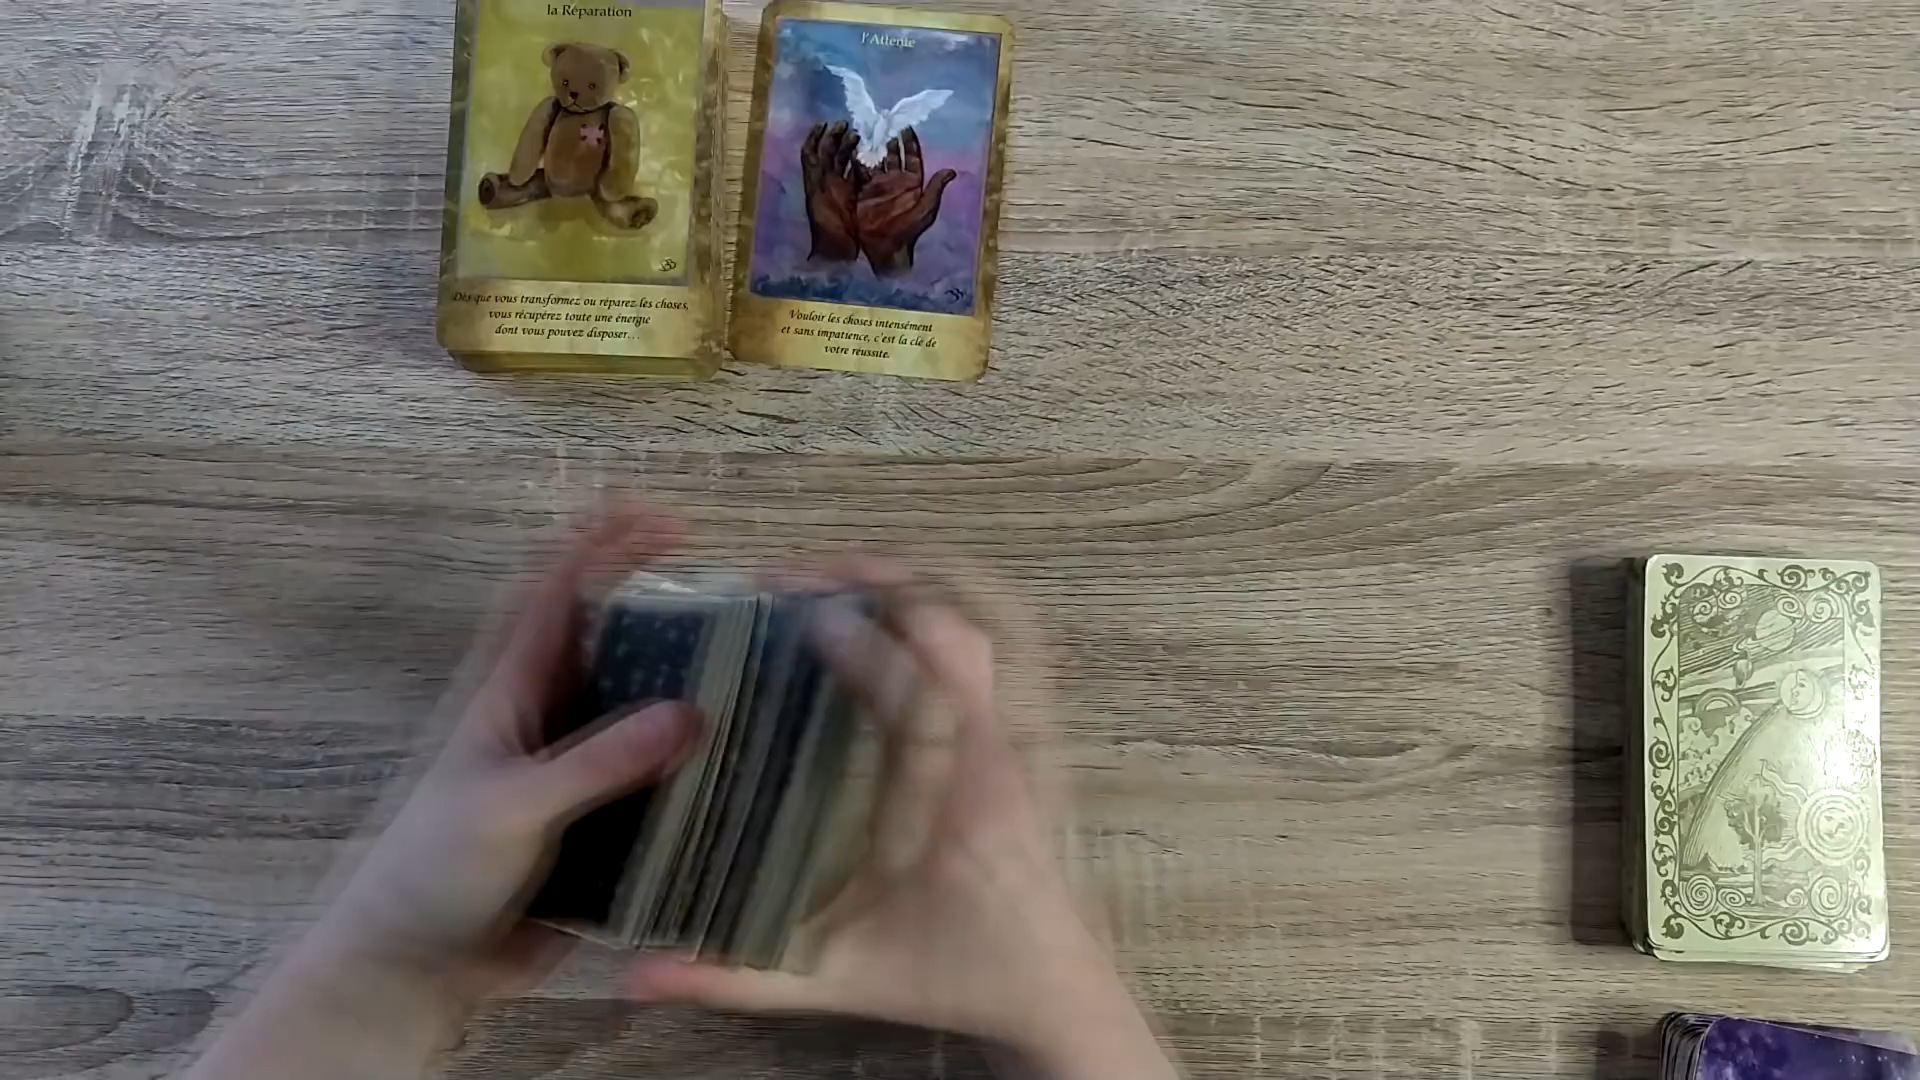 la Réparation
Dès que vous transformez ou réparez les choses,
vous récupérez toute une énergie
dont vous pouvez disposer...
l'Attente
Vouloir les choses intensément
et sans impatience, c'est la clé de
votre réussite.